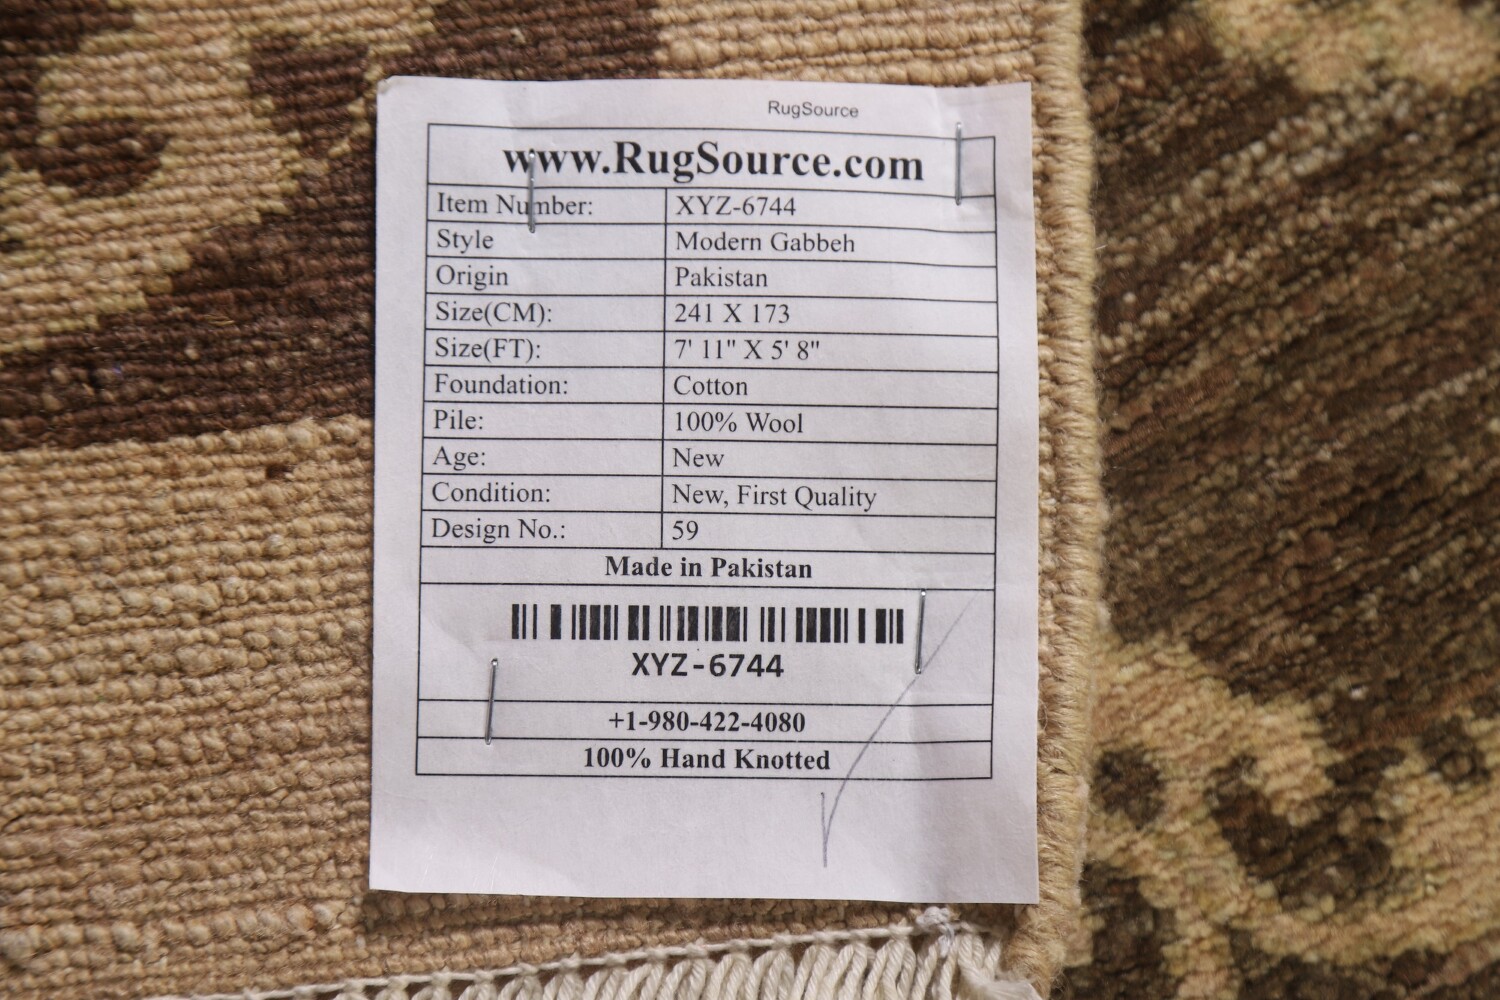 RugSource
www.RugSource.com
Item Number: XYZ-6744
Style Modern Gabbeh
Origin Pakistan
Size(CM): 241 X 173
Size(FT): 7' 11" X 5' 8"
Foundation: Cotton
Pile: 100% Wool
Age: New
Condition: New, First Quality
Design No.: 59
Made in Pakistan
XYZ-6744
+1-980-422-4080
100% Hand Knotted